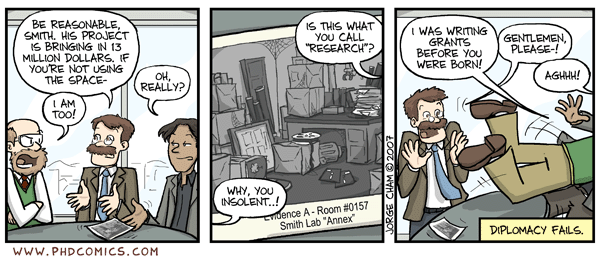 BE REASONABLE,
SMITH. HIS PROJECT
IS BRINGING IN 13
MILLION DOLLARS. IF
YOU'RE NOT USING
THE SPACE-
I AM
TOO!
OH,
REALLY?
IS THIS WHAT
YOU CALL
"RESEARCH"?
WHY, YOU
INSOLENT..!
Evidence A - Room #0157
Smith Lab "Annex"
JORGE CHAM © 2007
I WAS WRITING
GRANTS
BEFORE YOU
WERE BORN!
GENTLEMEN,
PLEASE-!
AGHHH!
DIPLOMACY FAILS.
WWW.PHDCOMICS.COM